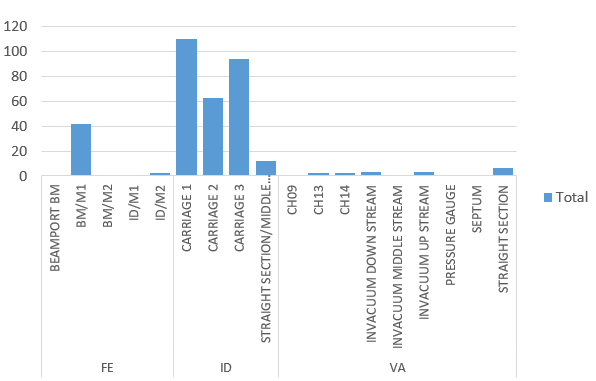 120
100
80
60
40
20
0
BEAMPORT BM
BM/M1
BM/M2
ID/M1
ID/M2
CARRIAGE 1
CARRIAGE 2
CARRIAGE 3
STRAIGHT SECTION/MIDDLE…
CH09
CH13
CH14
INVACUUM DOWN STREAM
INVACUUM MIDDLE STREAM
INVACUUM UP STREAM
PRESSURE GAUGE
SEPTUM
STRAIGHT SECTION
FE
ID
VA
Total